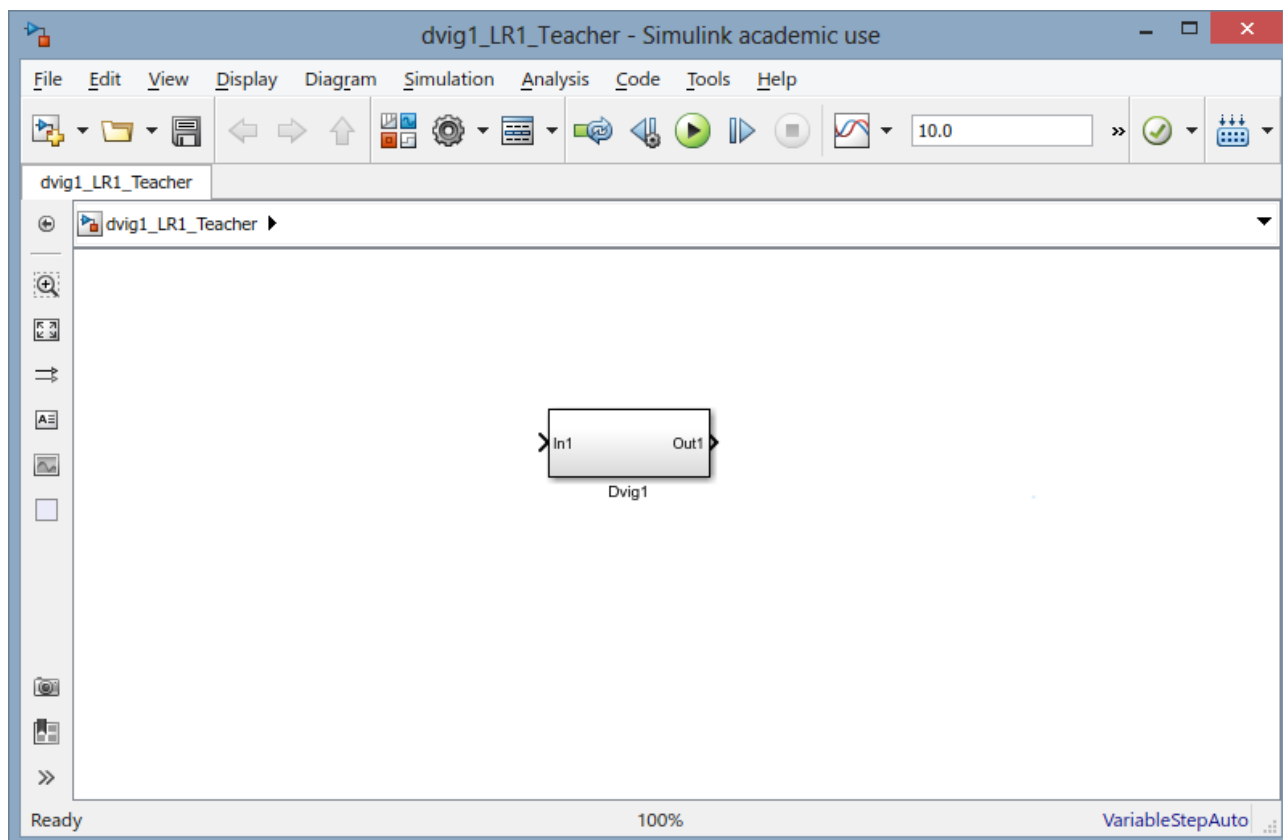 dvig1_LR1_Teacher - Simulink academic use
File Edit View Display Diagram Simulation Analysis Code Tools Help
10.0 »
dvig1_LR1_Teacher
dvig1_LR1_Teacher
In1 Out1
Dvig1
»
Ready 100% VariableStepAuto